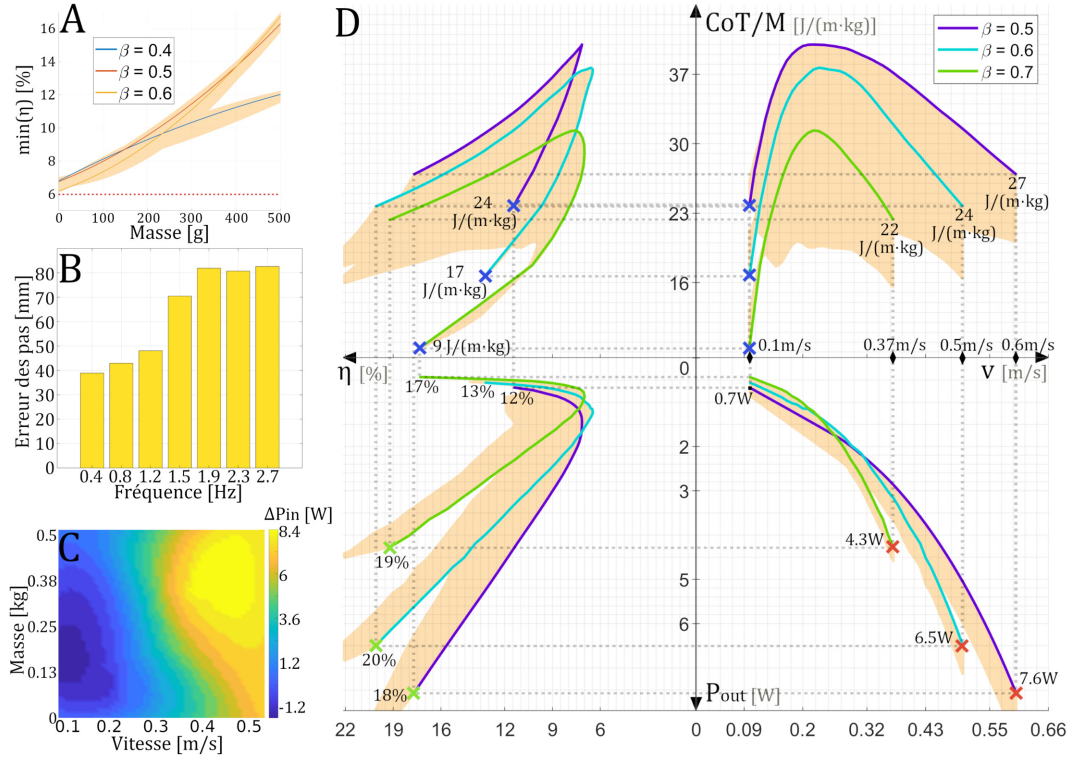 A
16
14
12
10
8
6
min(η) [%]
β = 0.4
β = 0.5
β = 0.6
0
100
200
300
400
500
Masse [g]
B
80
70
60
50
40
30
20
10
0
Erreur des pas [mm]
0.4
0.8
1.2
1.5
1.9
2.3
2.7
Fréquence [Hz]
C
ΔPin [W]
8.4
6
3.6
1.2
-1.2
0.5
0.38
0.25
0.13
0
Masse [kg]
0.1
0.2
0.3
0.4
0.5
Vitesse [m/s]
D
CoT/M [J/(m·kg)]
β = 0.5
β = 0.6
β = 0.7
37
30
23
16
24
J/(m·kg)
17
J/(m·kg)
9 J/(m·kg)
27
J/(m·kg)
24
J/(m·kg)
22
J/(m·kg)
0.1m/s
0.37m/s
0.5m/s
0.6m/s
η [%]
0
v [m/s]
17%
13%
12%
0.7W
2
3
5
6
4.3W
19%
6.5W
20%
7.6W
18%
Pout [W]
22
19
16
12
9
6
0
0.09
0.20
0.32
0.43
0.55
0.66